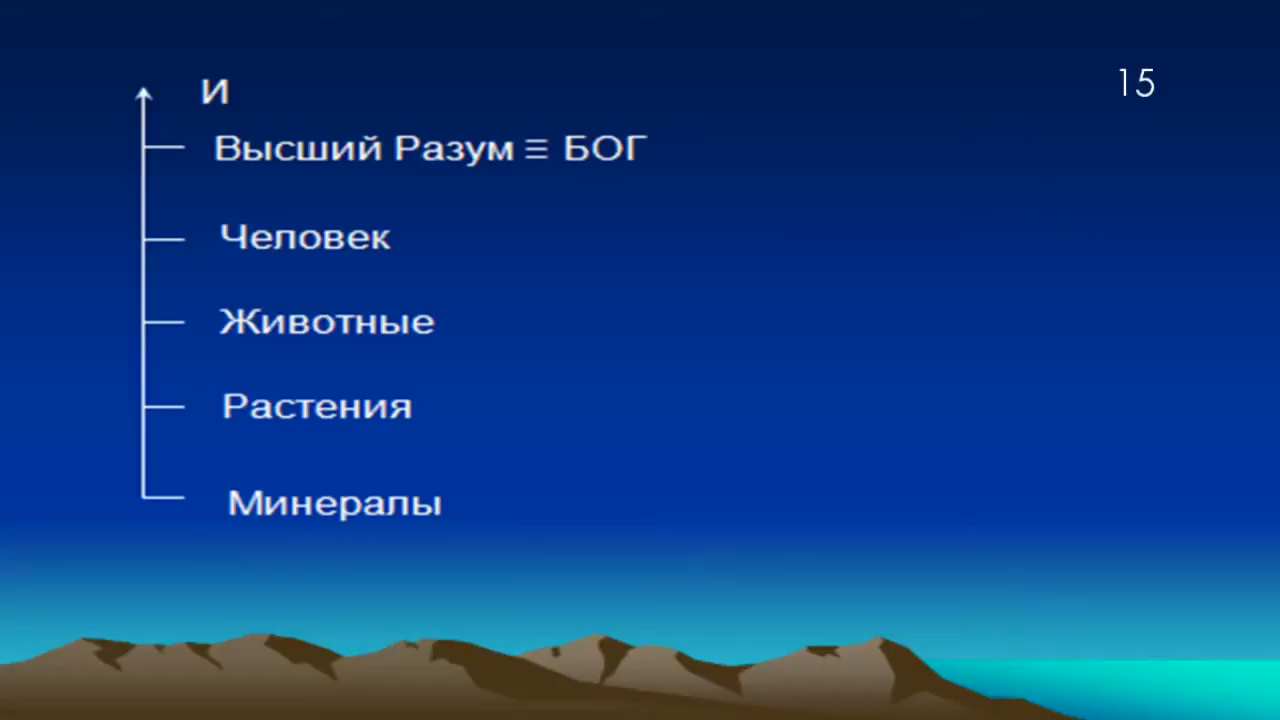 15
И
Высший Разум ≡ БОГ
Человек
Животные
Растения
Минералы